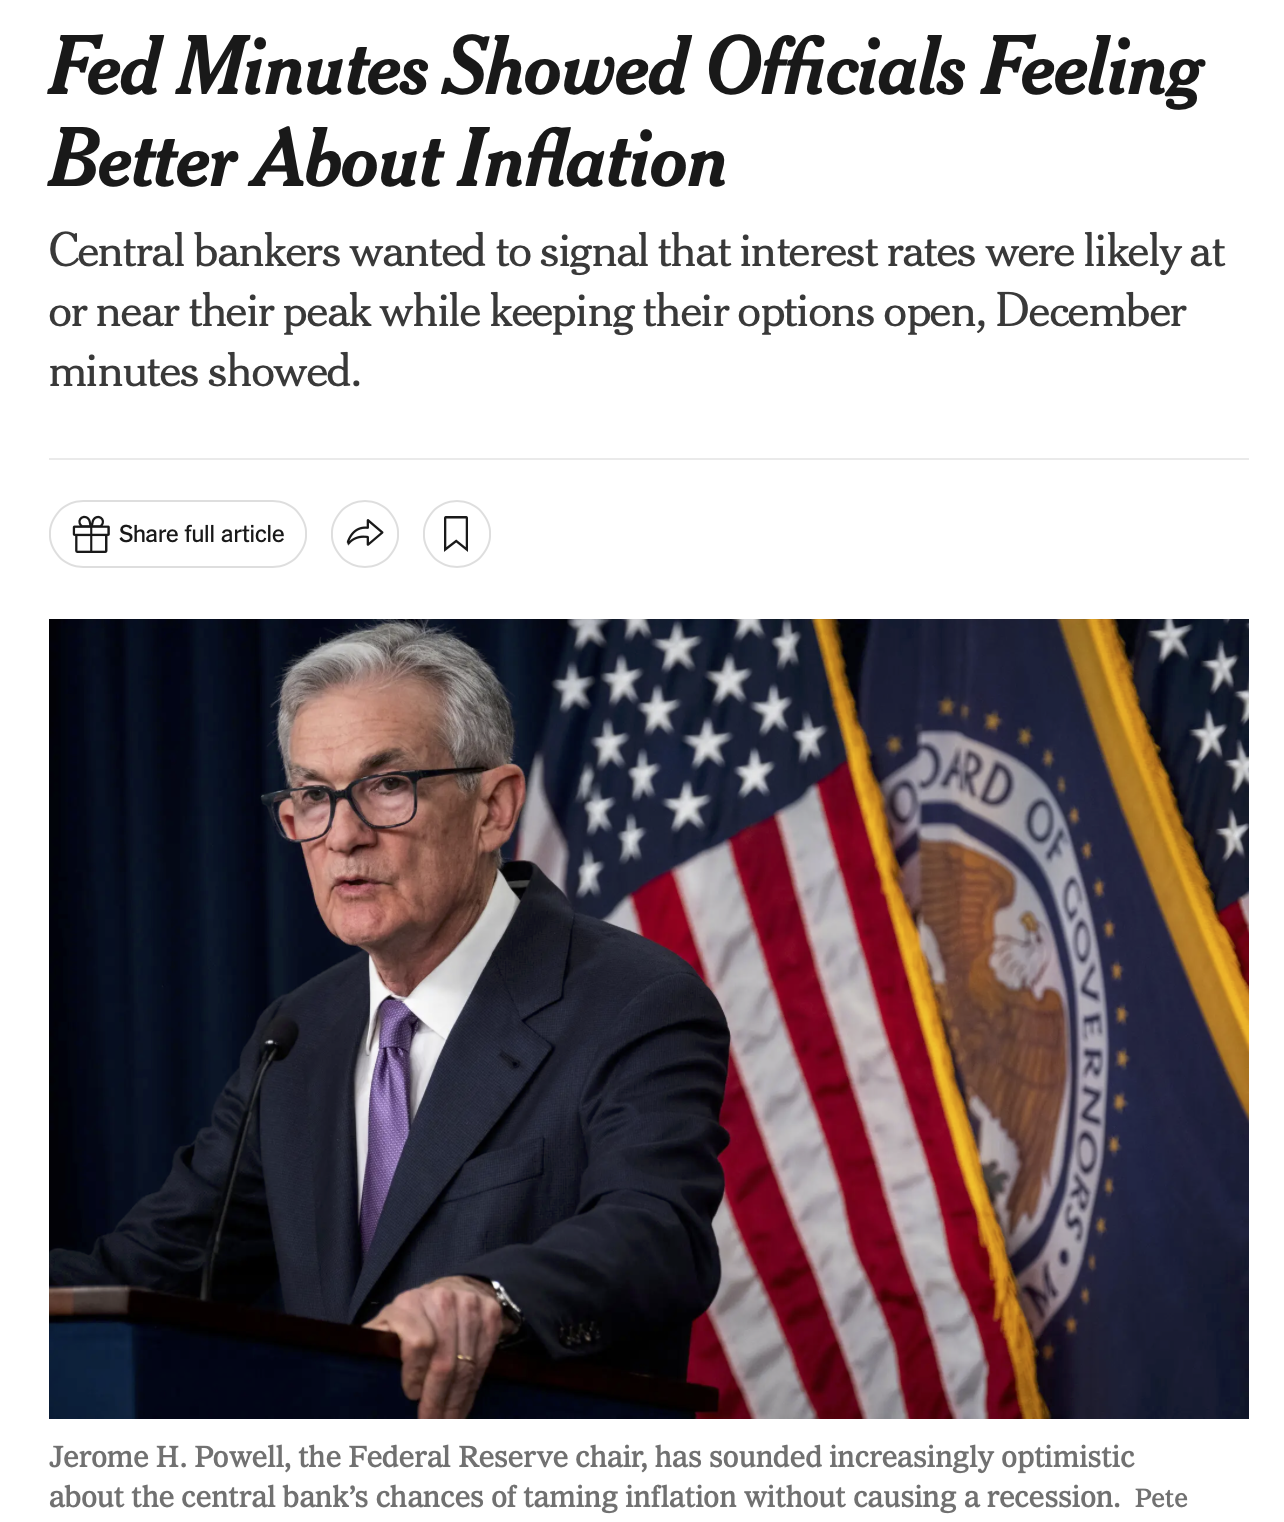 Fed Minutes Showed Officials Feeling
Better About Inflation
Central bankers wanted to signal that interest rates were likely at
or near their peak while keeping their options open, December
minutes showed.
Share full article
BOARD OF GOVERNORS
Jerome H. Powell, the Federal Reserve chair, has sounded increasingly optimistic
about the central bank’s chances of taming inflation without causing a recession. Pete